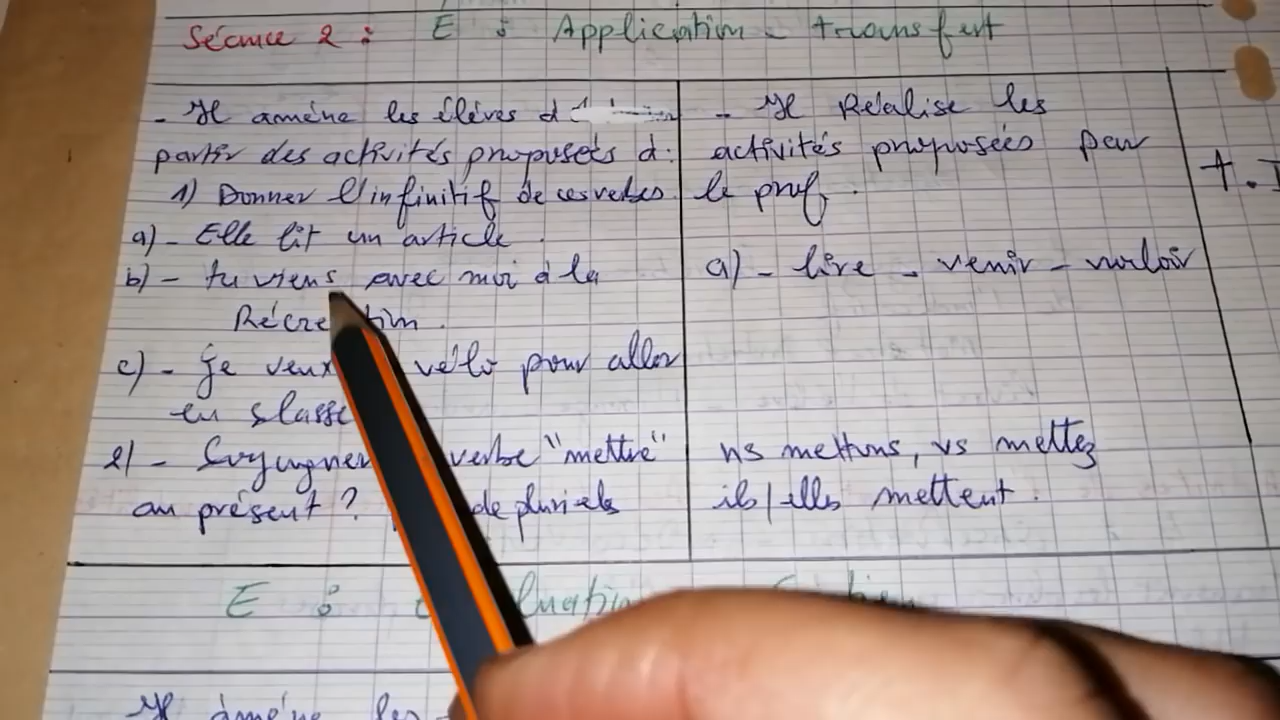 Séance 2 : E : Application - transfert
- Il amène les élèves d
partir des activités proposées d :
1) Donner l'infinitif de ces verbes
a) - Elle lit un article.
b) - tu viens avec moi à la
Récre tion.
c) - Je veux vélo pour aller
en slasse
2) - verbe "mettre"
au présent ? de pluriels
- Il Réalise les
activités proposées par
le prof.
a) - lire - venir - vouloir
ns mettons, vs mettez
ils/elles mettent.
E :
Il amène les